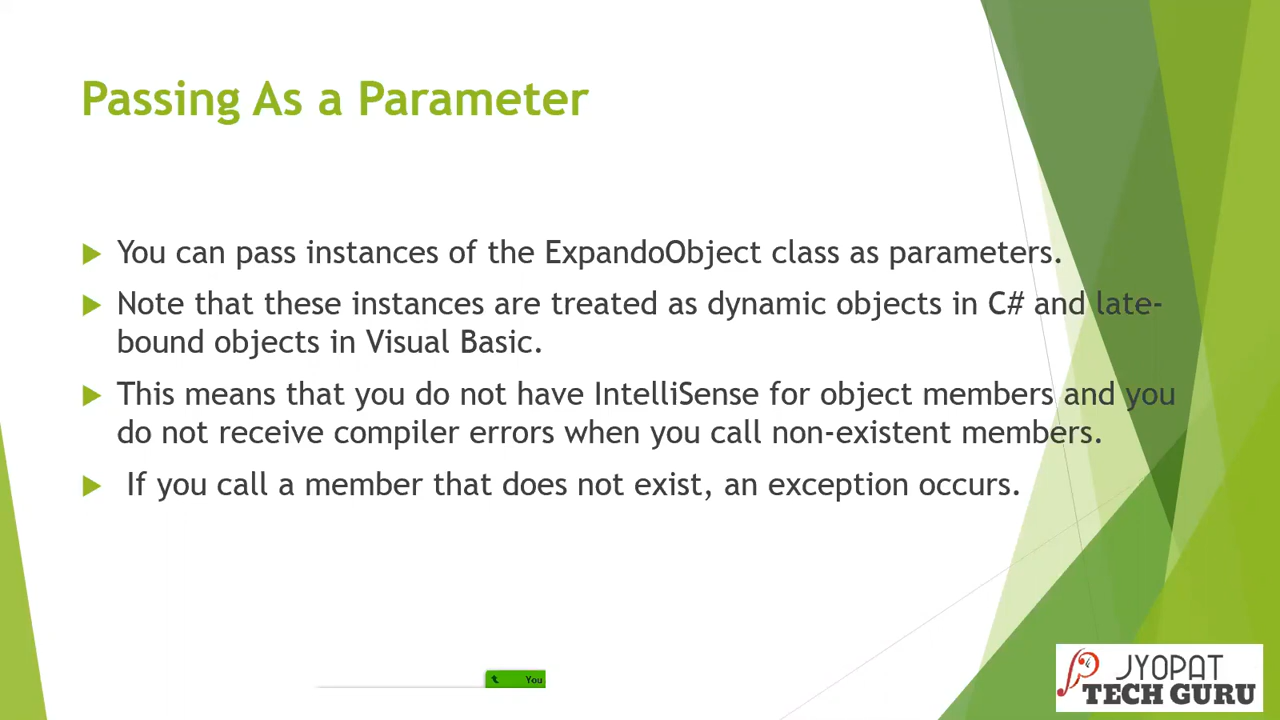 Passing As a Parameter
You can pass instances of the ExpandoObject class as parameters.
Note that these instances are treated as dynamic objects in C# and late-
bound objects in Visual Basic.
This means that you do not have IntelliSense for object members and you
do not receive compiler errors when you call non-existent members.
If you call a member that does not exist, an exception occurs.
You
JYOPAT
TECH GURU